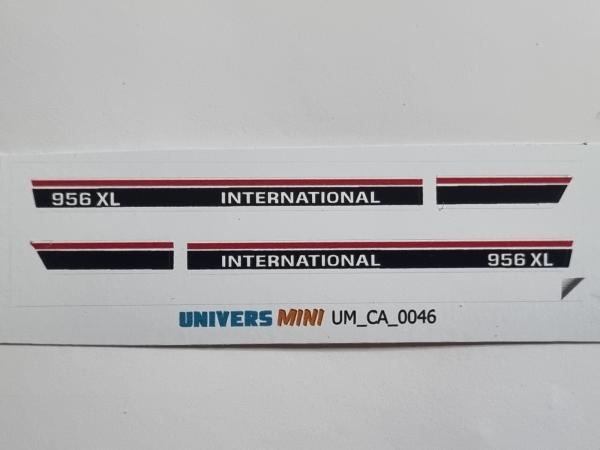 956 XL INTERNATIONAL
INTERNATIONAL 956 XL
UNIVERS MINI UM_CA_0046